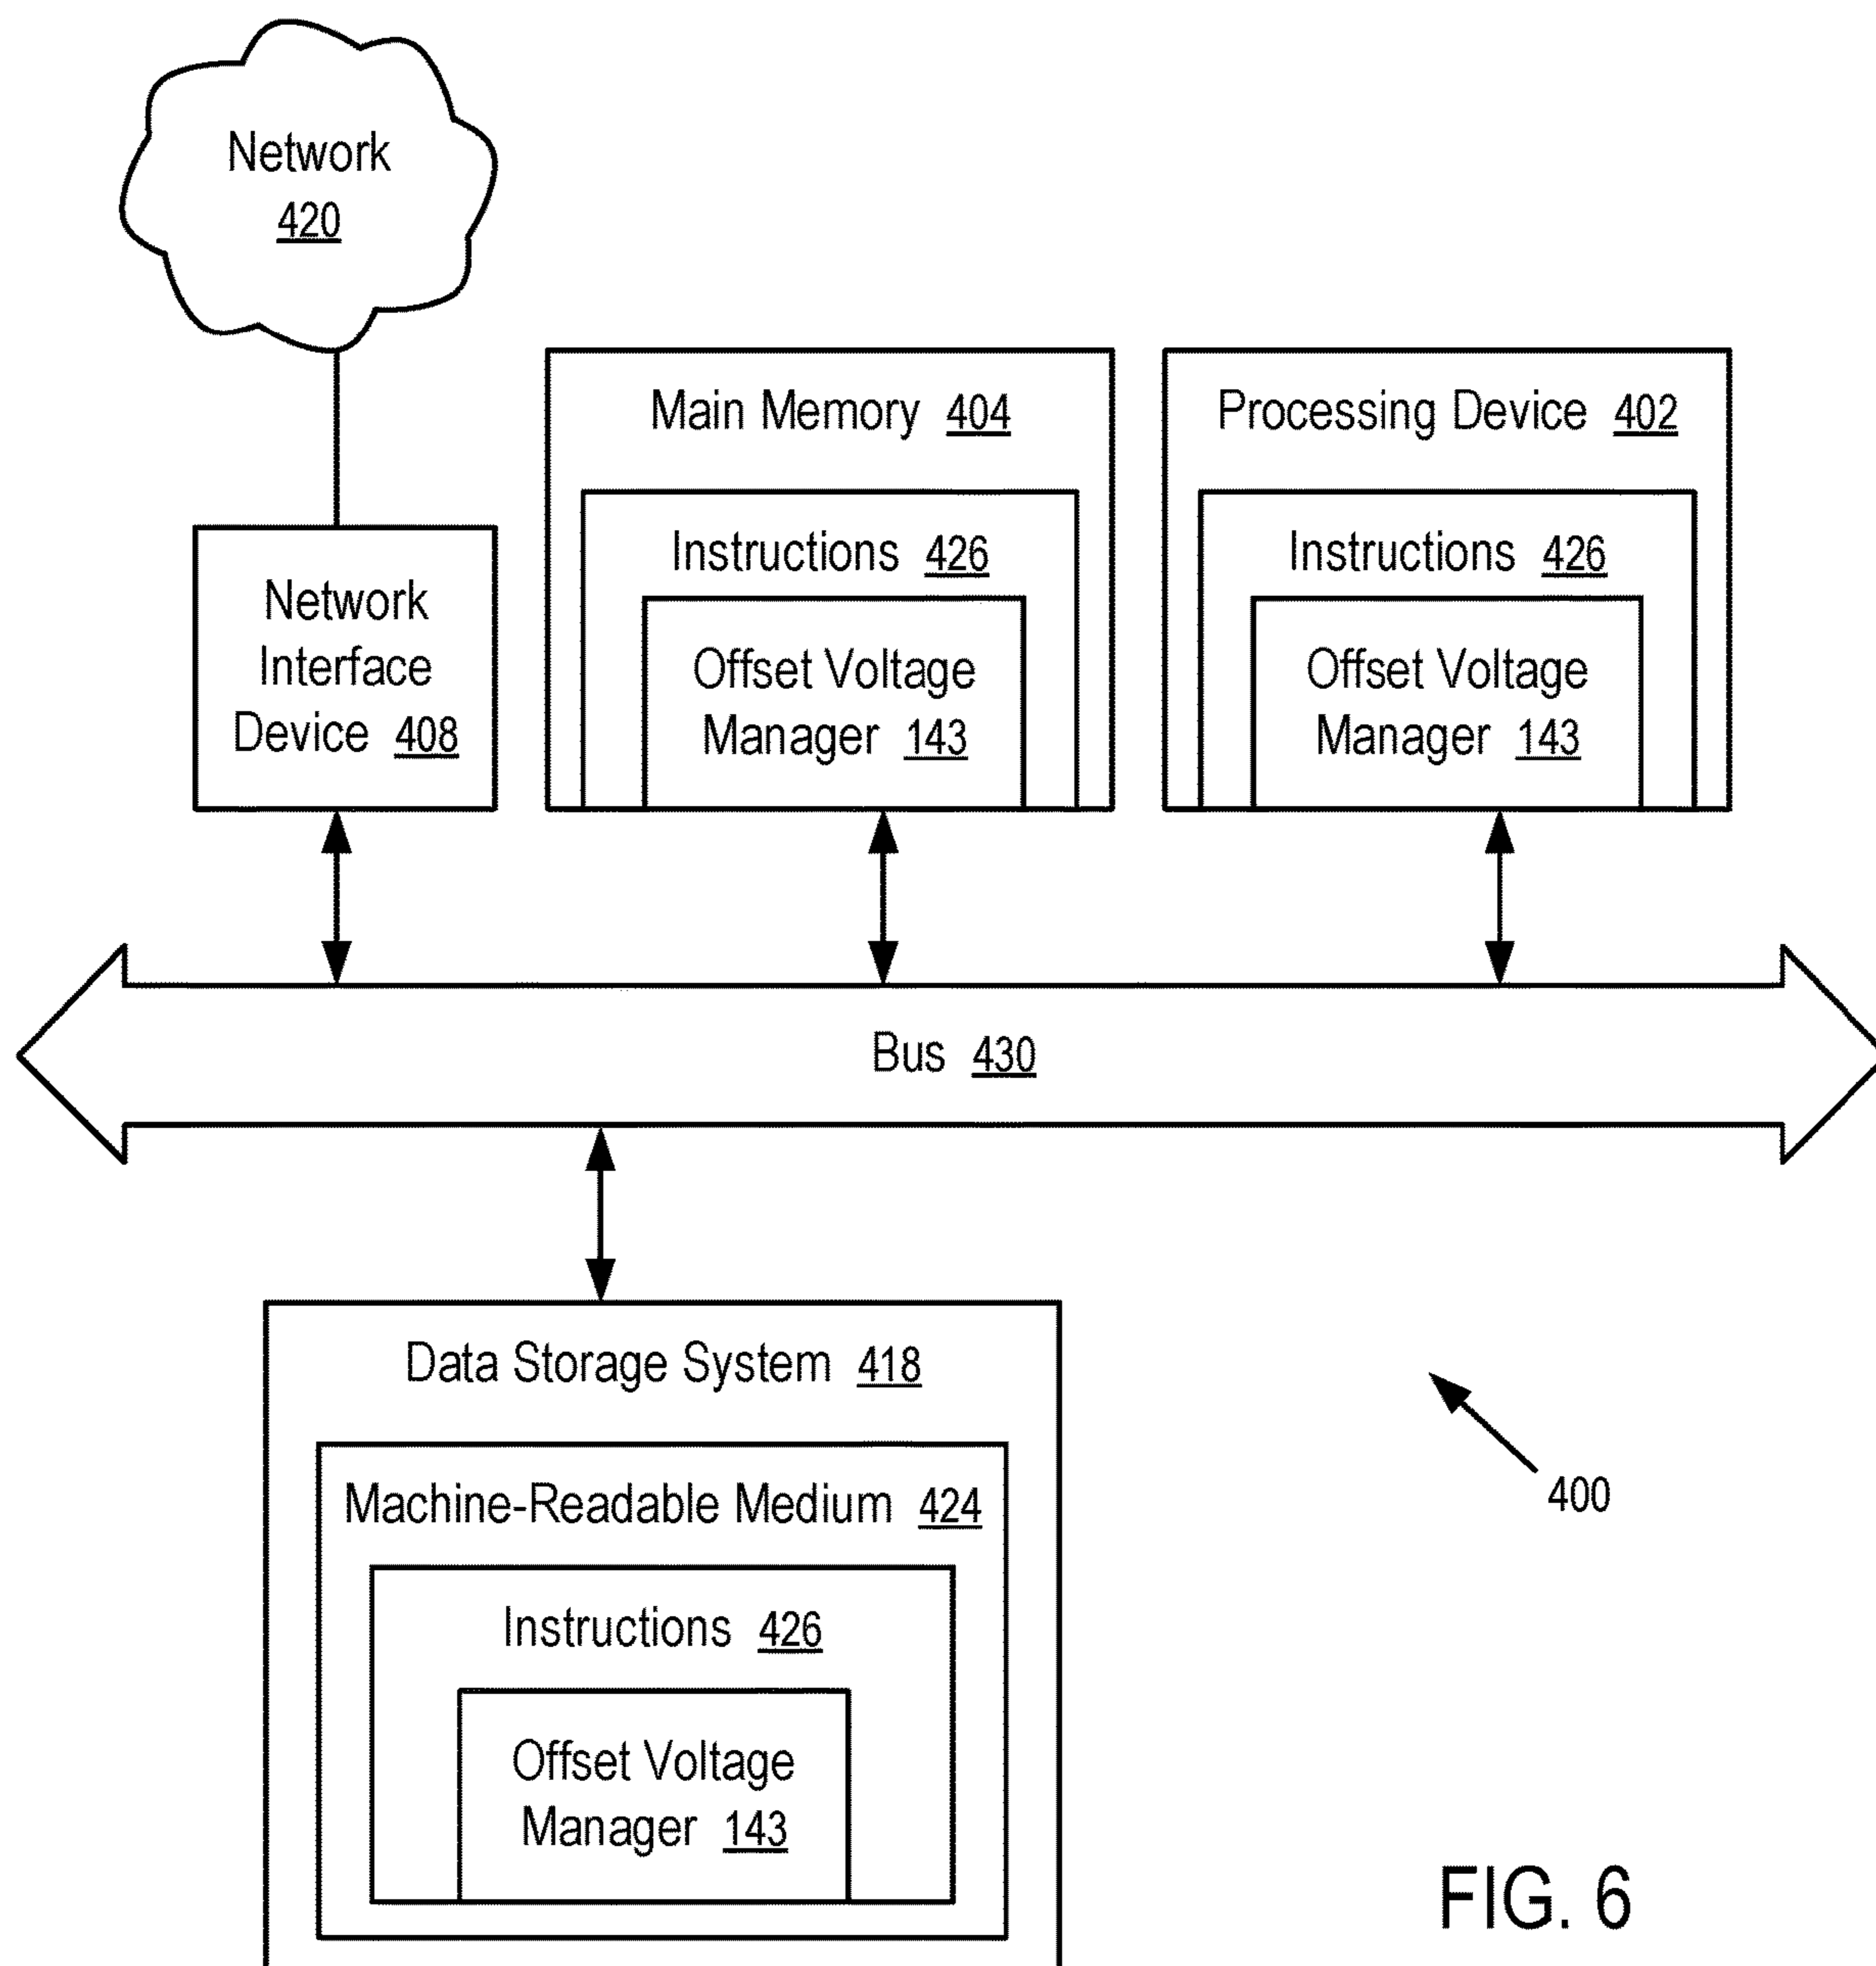 Network
420
Main Memory 404
Instructions 426
Offset Voltage
Manager 143
Processing Device 402
Instructions 426
Offset Voltage
Manager 143
Network
Interface
Device 408
Bus 430
Data Storage System 418
Machine-Readable Medium 424
Instructions 426
Offset Voltage
Manager 143
400
FIG. 6